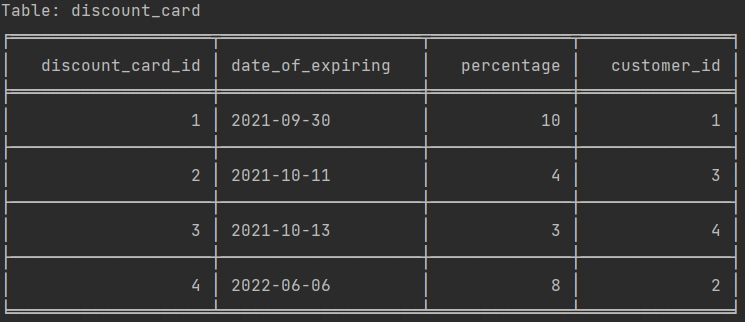 Table: discount_card
discount_card_id date_of_expiring percentage customer_id
1 2021-09-30 10 1
2 2021-10-11 4 3
3 2021-10-13 3 4
4 2022-06-06 8 2